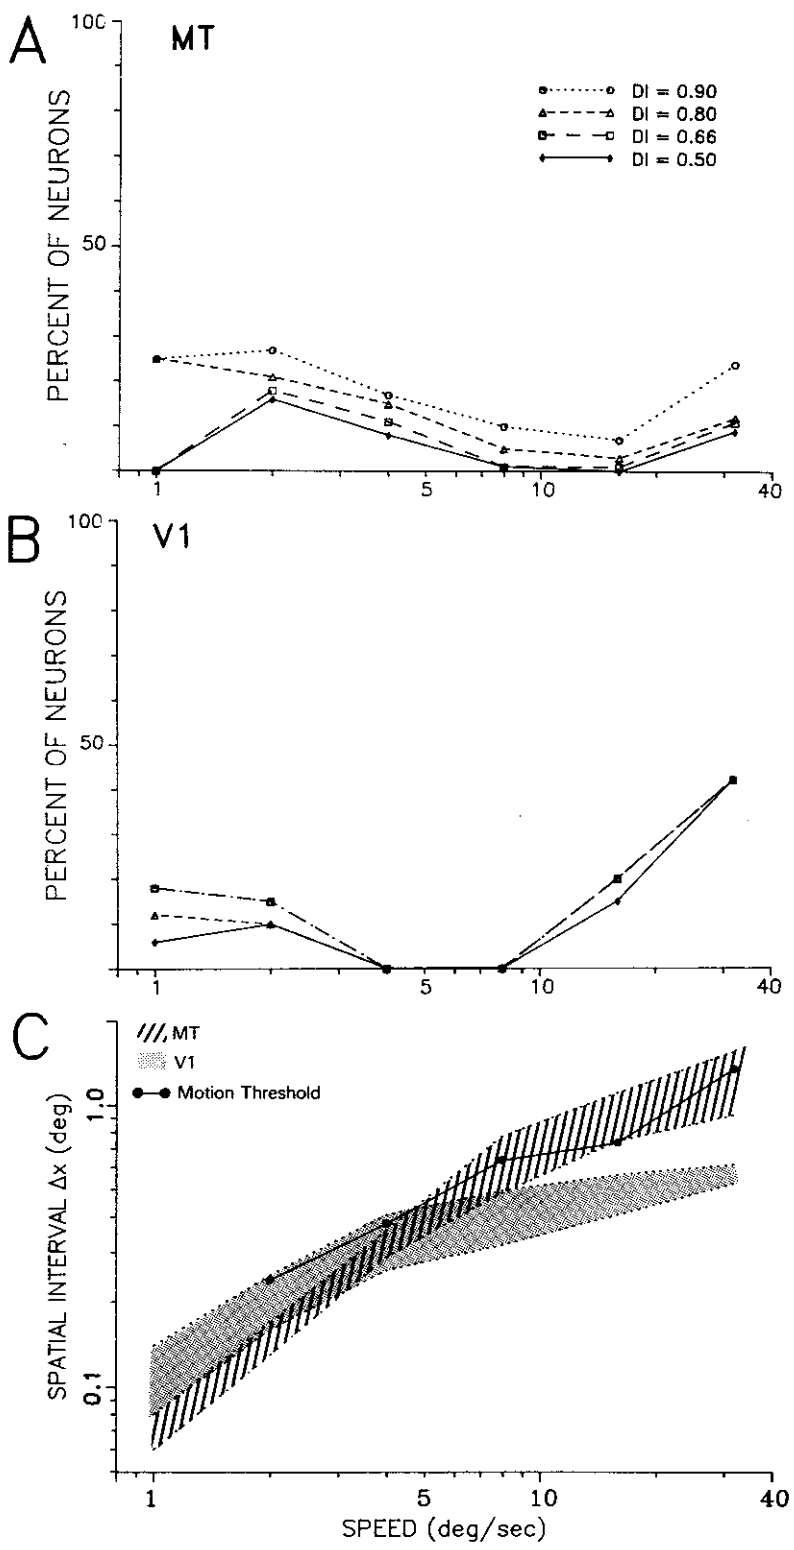 A
MT
100
50
PERCENT OF NEURONS
DI = 0.90
DI = 0.80
DI = 0.66
DI = 0.50
1 5 10 40
B
V1
100
50
PERCENT OF NEURONS
1 5 10 40
C
MT
V1
Motion Threshold
1.0
0.1
SPATIAL INTERVAL Δx (deg)
1 5 10 40
SPEED (deg/sec)